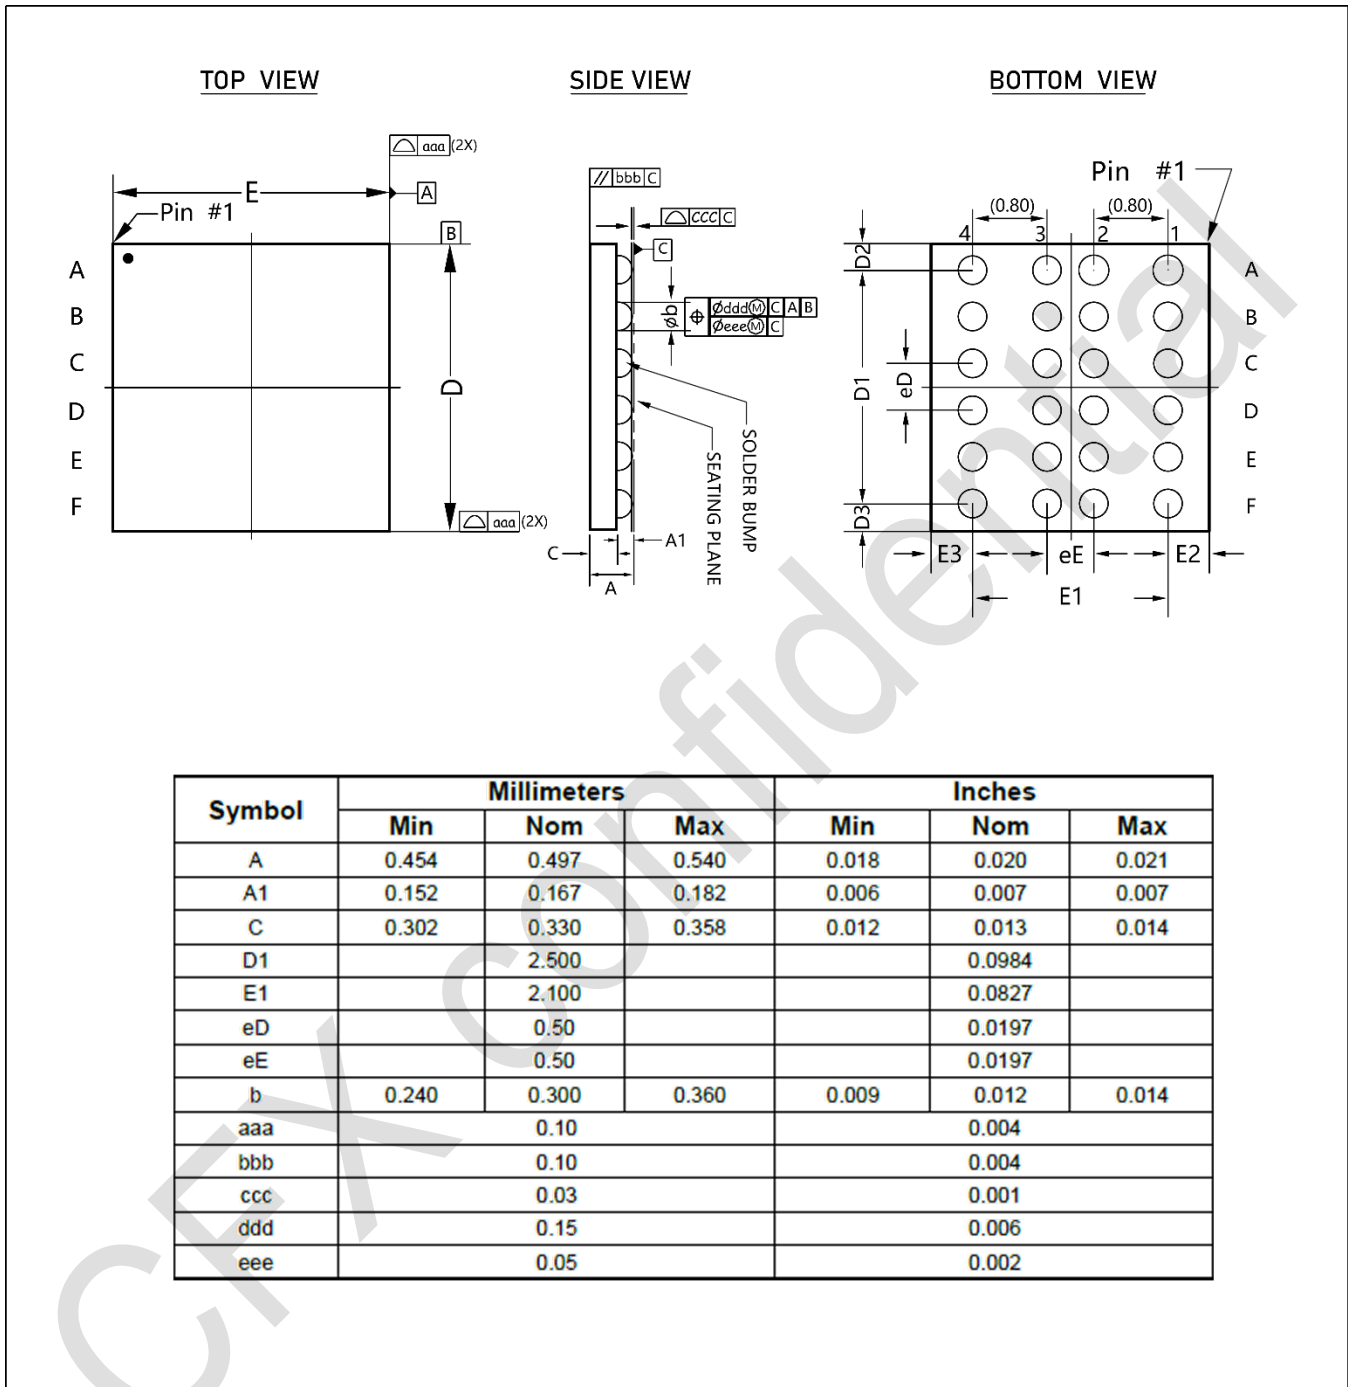 TOP VIEW
SIDE VIEW
BOTTOM VIEW
aaa (2X)
E
A
Pin #1
B
A
B
C
D
E
F
D
aaa (2X)
// bbb C
ccc C
C
øb
Øddd Ⓜ C A B
Øeee Ⓜ C
SOLDER BUMP
SEATING PLANE
C
A1
A
Pin #1
(0.80) (0.80)
4 3 2 1
D2
D1
eD
D3
A
B
C
D
E
F
E3 eE E2
E1
Symbol Millimeters Inches
Min Nom Max Min Nom Max
A 0.454 0.497 0.540 0.018 0.020 0.021
A1 0.152 0.167 0.182 0.006 0.007 0.007
C 0.302 0.330 0.358 0.012 0.013 0.014
D1 2.500 0.0984
E1 2.100 0.0827
eD 0.50 0.0197
eE 0.50 0.0197
b 0.240 0.300 0.360 0.009 0.012 0.014
aaa 0.10 0.004
bbb 0.10 0.004
ccc 0.03 0.001
ddd 0.15 0.006
eee 0.05 0.002
CFX confidential